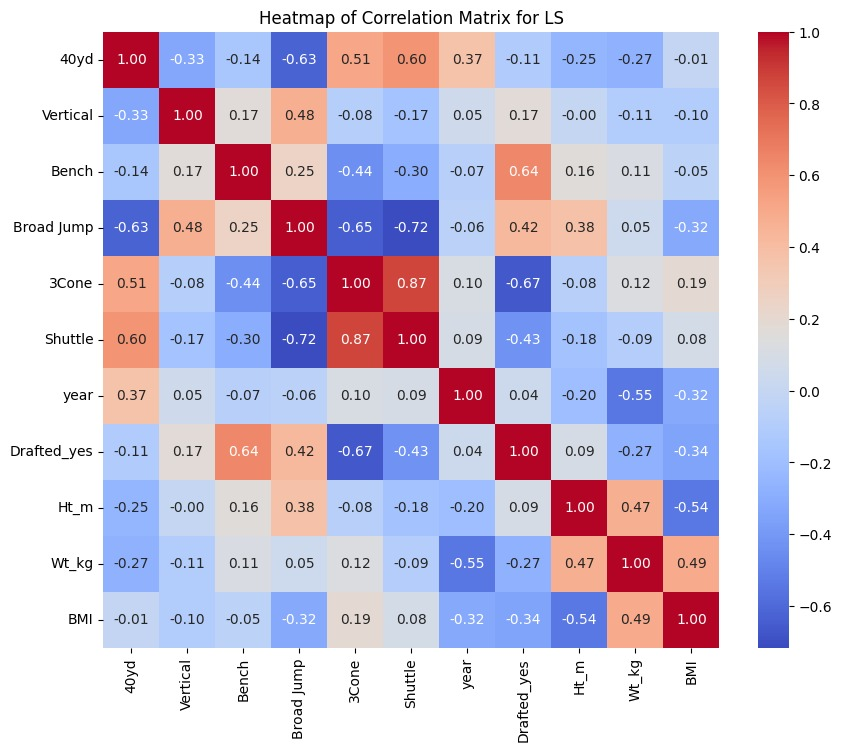 Heatmap of Correlation Matrix for LS
40yd 1.00 -0.33 -0.14 -0.63 0.51 0.60 0.37 -0.11 -0.25 -0.27 -0.01
Vertical -0.33 1.00 0.17 0.48 -0.08 -0.17 0.05 0.17 -0.00 -0.11 -0.10
Bench -0.14 0.17 1.00 0.25 -0.44 -0.30 -0.07 0.64 0.16 0.11 -0.05
Broad Jump -0.63 0.48 0.25 1.00 -0.65 -0.72 -0.06 0.42 0.38 0.05 -0.32
3Cone 0.51 -0.08 -0.44 -0.65 1.00 0.87 0.10 -0.67 -0.08 0.12 0.19
Shuttle 0.60 -0.17 -0.30 -0.72 0.87 1.00 0.09 -0.43 -0.18 -0.09 0.08
year 0.37 0.05 -0.07 -0.06 0.10 0.09 1.00 0.04 -0.20 -0.55 -0.32
Drafted_yes -0.11 0.17 0.64 0.42 -0.67 -0.43 0.04 1.00 0.09 -0.27 -0.34
Ht_m -0.25 -0.00 0.16 0.38 -0.08 -0.18 -0.20 0.09 1.00 0.47 -0.54
Wt_kg -0.27 -0.11 0.11 0.05 0.12 -0.09 -0.55 -0.27 0.47 1.00 0.49
BMI -0.01 -0.10 -0.05 -0.32 0.19 0.08 -0.32 -0.34 -0.54 0.49 1.00
40yd Vertical Bench Broad Jump 3Cone Shuttle year Drafted_yes Ht_m Wt_kg BMI
1.0
0.8
0.6
0.4
0.2
0.0
−0.2
−0.4
−0.6